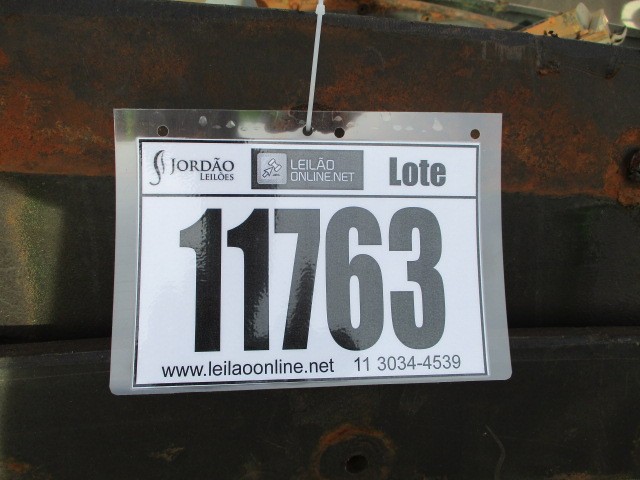 JORDÃO LEILÕES
LEILÃO ONLINE.NET
Lote
11763
www.leilaoonline.net 11 3034-4539